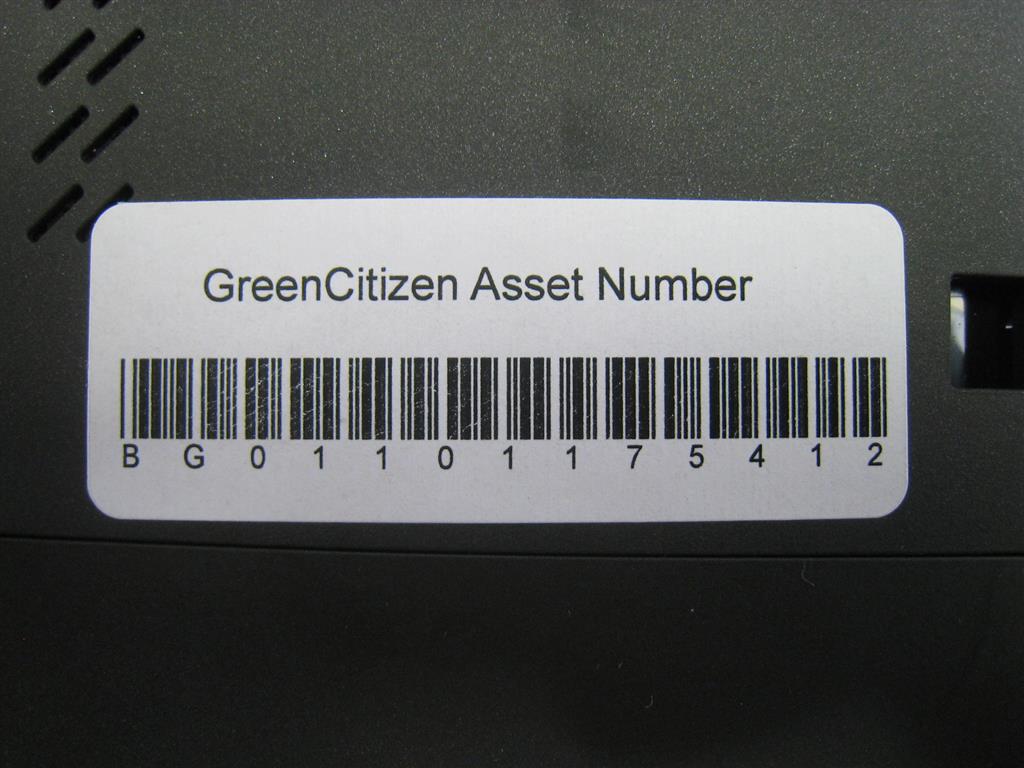 GreenCitizen Asset Number
B G 0 1 1 0 1 1 7 5 4 1 2